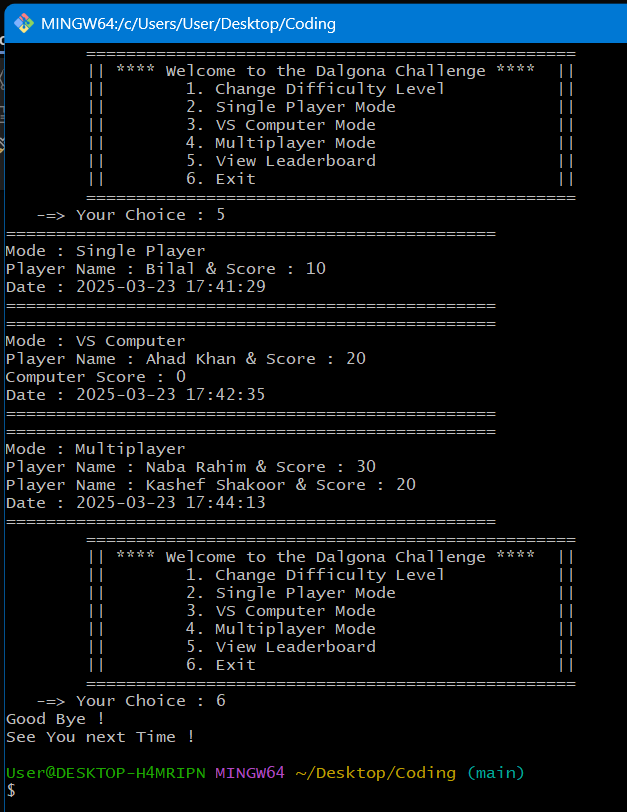 MINGW64:/c/Users/User/Desktop/Coding
=================================================
|| **** Welcome to the Dalgona Challenge **** ||
|| 1. Change Difficulty Level ||
|| 2. Single Player Mode ||
|| 3. VS Computer Mode ||
|| 4. Multiplayer Mode ||
|| 5. View Leaderboard ||
|| 6. Exit ||
=================================================
-=> Your Choice : 5
=================================================
Mode : Single Player
Player Name : Bilal & Score : 10
Date : 2025-03-23 17:41:29
=================================================
=================================================
Mode : VS Computer
Player Name : Ahad Khan & Score : 20
Computer Score : 0
Date : 2025-03-23 17:42:35
=================================================
=================================================
Mode : Multiplayer
Player Name : Naba Rahim & Score : 30
Player Name : Kashef Shakoor & Score : 20
Date : 2025-03-23 17:44:13
=================================================
=================================================
|| **** Welcome to the Dalgona Challenge **** ||
|| 1. Change Difficulty Level ||
|| 2. Single Player Mode ||
|| 3. VS Computer Mode ||
|| 4. Multiplayer Mode ||
|| 5. View Leaderboard ||
|| 6. Exit ||
=================================================
-=> Your Choice : 6
Good Bye !
See You next Time !
User@DESKTOP-H4MRIPN MINGW64 ~/Desktop/Coding (main)
$